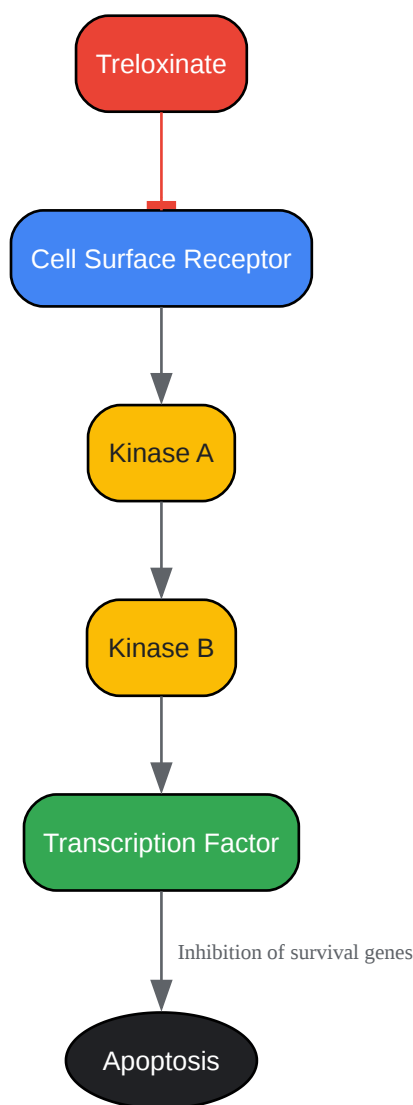 Treloxinate
Cell Surface Receptor
Kinase A
Kinase B
Transcription Factor
Inhibition of survival genes
Apoptosis